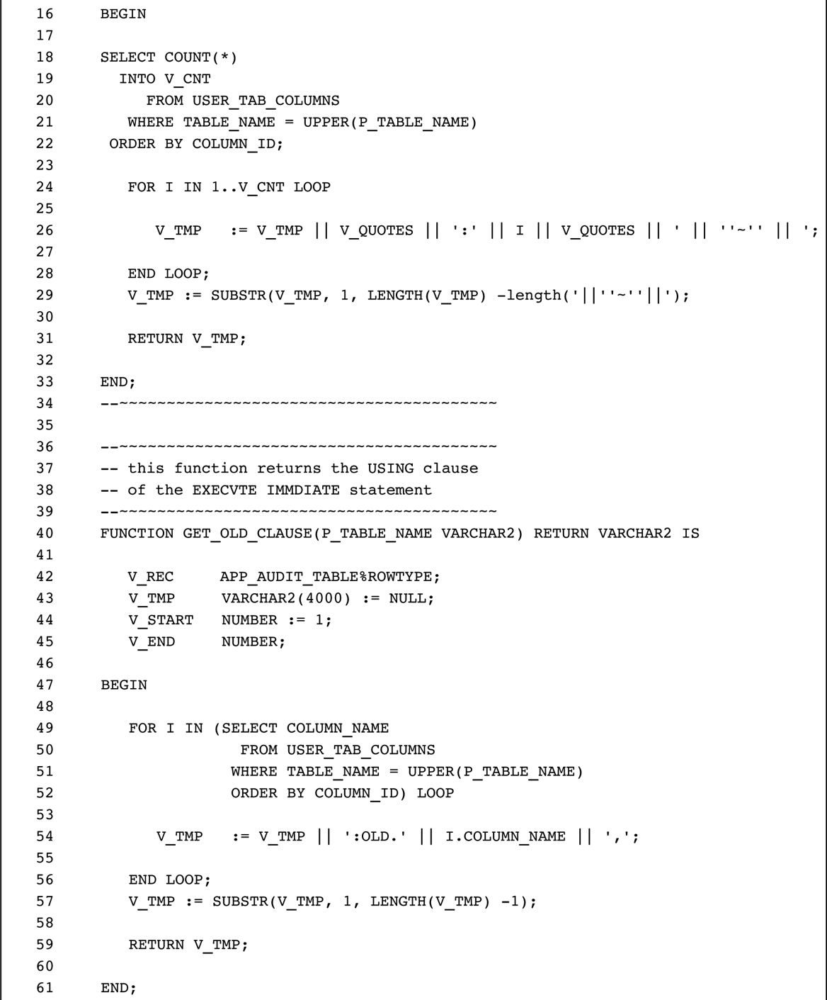 16     BEGIN
17
18     SELECT COUNT(*)
19       INTO V_CNT
20          FROM USER_TAB_COLUMNS
21        WHERE TABLE_NAME = UPPER(P_TABLE_NAME)
22      ORDER BY COLUMN_ID;
23
24        FOR I IN 1..V_CNT LOOP
25
26           V_TMP   := V_TMP || V_QUOTES || ':' || I || V_QUOTES || ' || ''~'' || ';
27
28        END LOOP;
29        V_TMP := SUBSTR(V_TMP, 1, LENGTH(V_TMP) -length('||''~''||');
30
31        RETURN V_TMP;
32
33     END;
34     --~~~~~~~~~~~~~~~~~~~~~~~~~~~~~~~~~~~~~~~~~
35
36     --~~~~~~~~~~~~~~~~~~~~~~~~~~~~~~~~~~~~~~~~~
37     -- this function returns the USING clause
38     -- of the EXECVTE IMMDIATE statement
39     --~~~~~~~~~~~~~~~~~~~~~~~~~~~~~~~~~~~~~~~~~
40     FUNCTION GET_OLD_CLAUSE(P_TABLE_NAME VARCHAR2) RETURN VARCHAR2 IS
41
42        V_REC     APP_AUDIT_TABLE%ROWTYPE;
43        V_TMP     VARCHAR2(4000) := NULL;
44        V_START   NUMBER := 1;
45        V_END     NUMBER;
46
47     BEGIN
48
49        FOR I IN (SELECT COLUMN_NAME
50                    FROM USER_TAB_COLUMNS
51                   WHERE TABLE_NAME = UPPER(P_TABLE_NAME)
52                   ORDER BY COLUMN_ID) LOOP
53
54           V_TMP   := V_TMP || ':OLD.' || I.COLUMN_NAME || ',';
55
56        END LOOP;
57        V_TMP := SUBSTR(V_TMP, 1, LENGTH(V_TMP) -1);
58
59        RETURN V_TMP;
60
61     END;